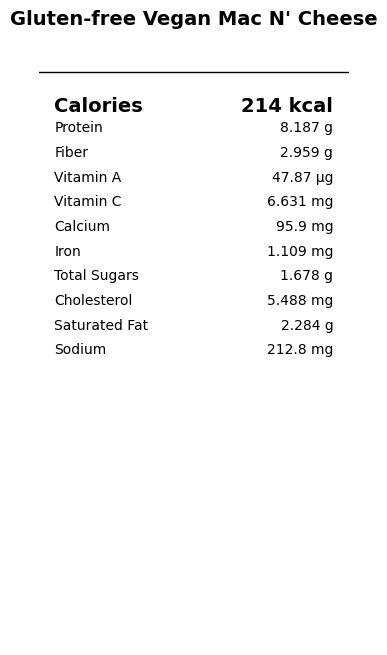 Gluten-free Vegan Mac N' Cheese
Calories 214 kcal
Protein 8.187 g
Fiber 2.959 g
Vitamin A 47.87 µg
Vitamin C 6.631 mg
Calcium 95.9 mg
Iron 1.109 mg
Total Sugars 1.678 g
Cholesterol 5.488 mg
Saturated Fat 2.284 g
Sodium 212.8 mg